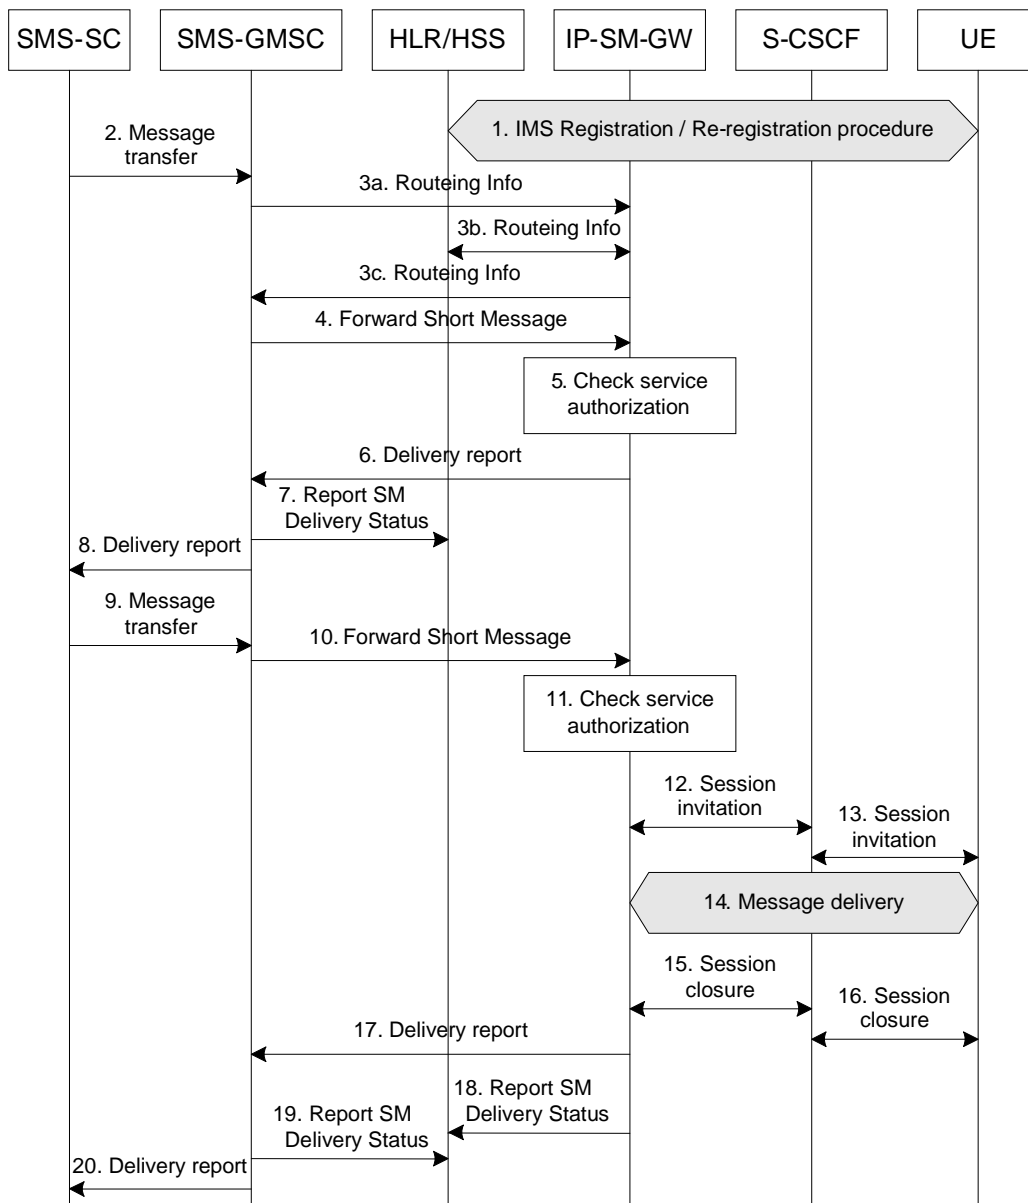 SMS-SC
SMS-GMSC
HLR/HSS
IP-SM-GW
S-CSCF
UE
1. IMS Registration / Re-registration procedure
2. Message
transfer
3a. Routeing Info
3b. Routeing Info
3c. Routeing Info
4. Forward Short Message
5. Check service
authorization
6. Delivery report
7. Report SM
Delivery Status
8. Delivery report
9. Message
transfer
10. Forward Short Message
11. Check service
authorization
12. Session
invitation
13. Session
invitation
14. Message delivery
15. Session
closure
16. Session
closure
17. Delivery report
18. Report SM
Delivery Status
19. Report SM
Delivery Status
20. Delivery report